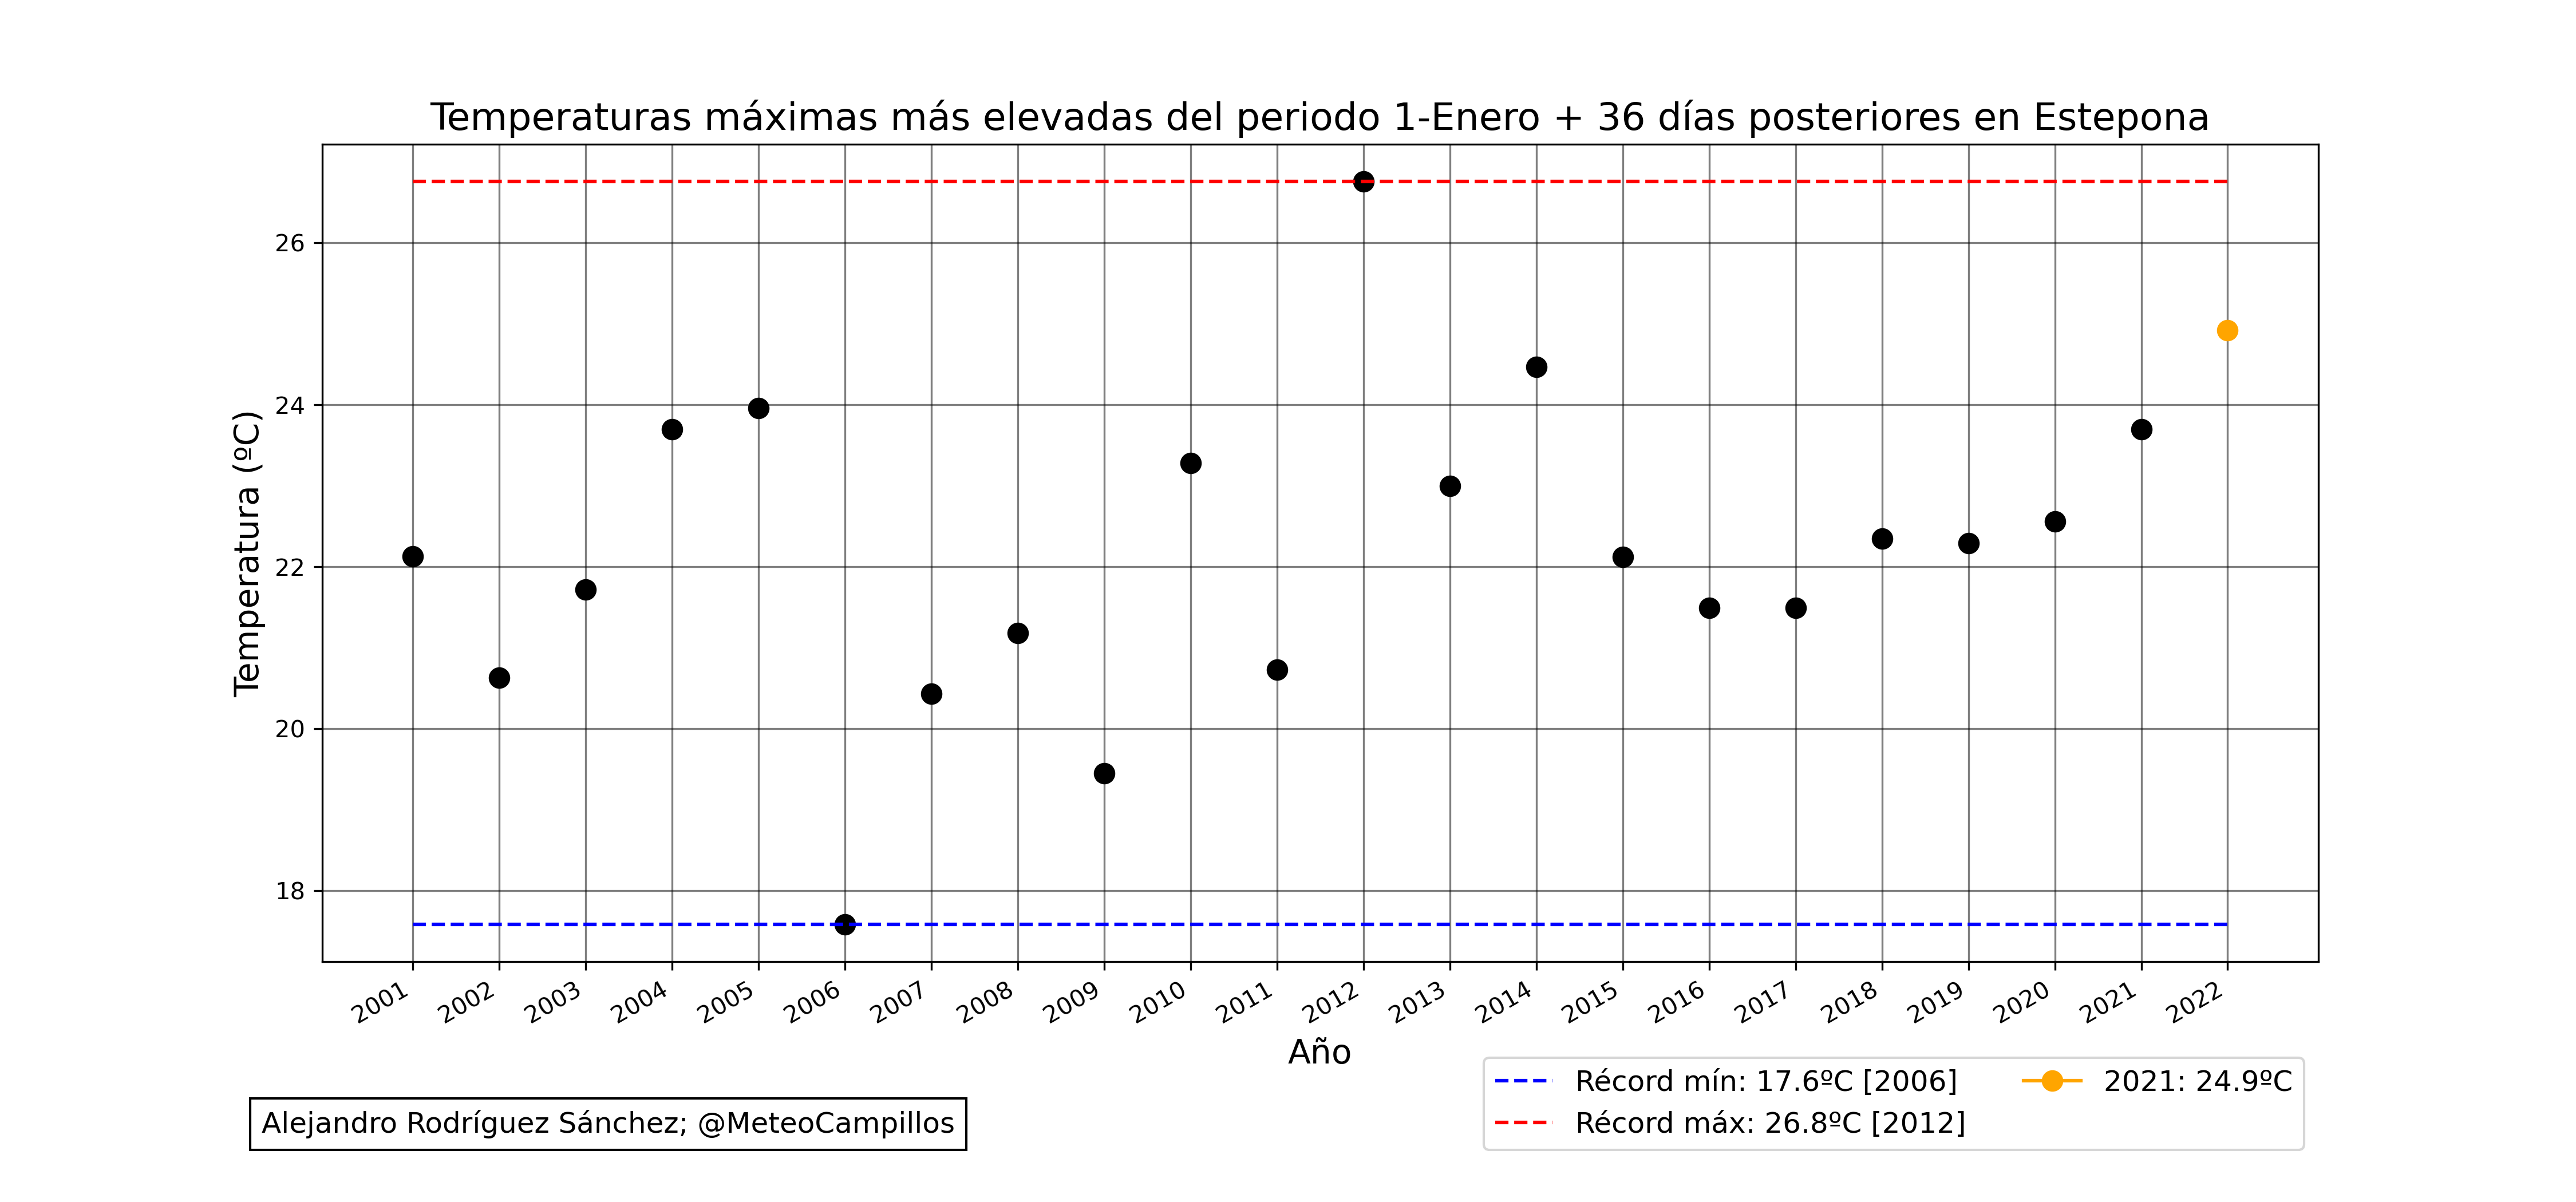 Temperaturas máximas más elevadas del periodo 1-Enero + 36 días posteriores en Estepona
Temperatura (ºC)
26
24
22
20
18
2001 2002 2003 2004 2005 2006 2007 2008 2009 2010 2011 2012 2013 2014 2015 2016 2017 2018 2019 2020 2021 2022
Año
Récord mín: 17.6ºC [2006]
Récord máx: 26.8ºC [2012]
2021: 24.9ºC
Alejandro Rodríguez Sánchez; @MeteoCampillos